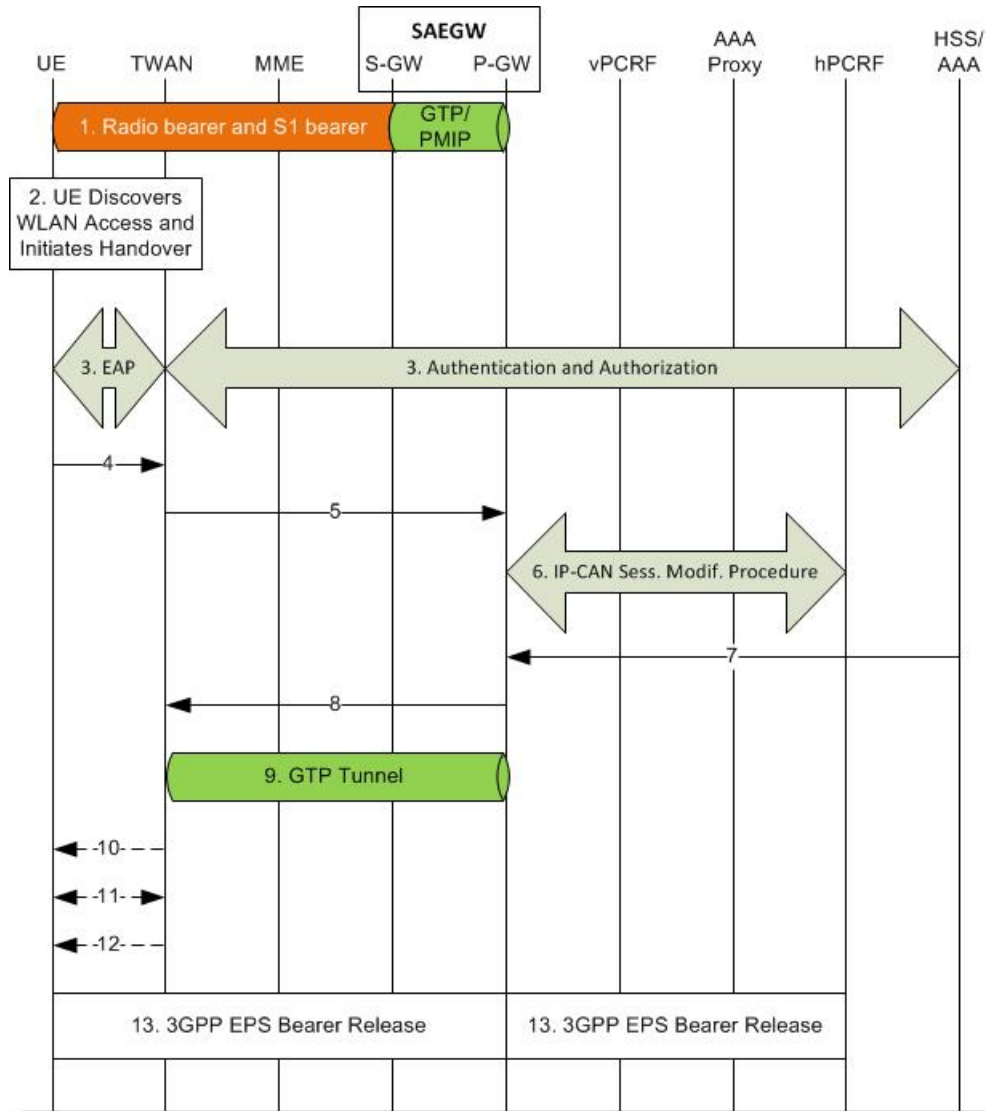 SAEGW
UE TWAN MME S-GW P-GW vPCRF AAA Proxy hPCRF HSS/ AAA
1. Radio bearer and S1 bearer
GTP/
PMIP
2. UE Discovers
WLAN Access and
Initiates Handover
3. EAP
3. Authentication and Authorization
4
5
6. IP-CAN Sess. Modif. Procedure
7
8
9. GTP Tunnel
10
11
12
13. 3GPP EPS Bearer Release
13. 3GPP EPS Bearer Release